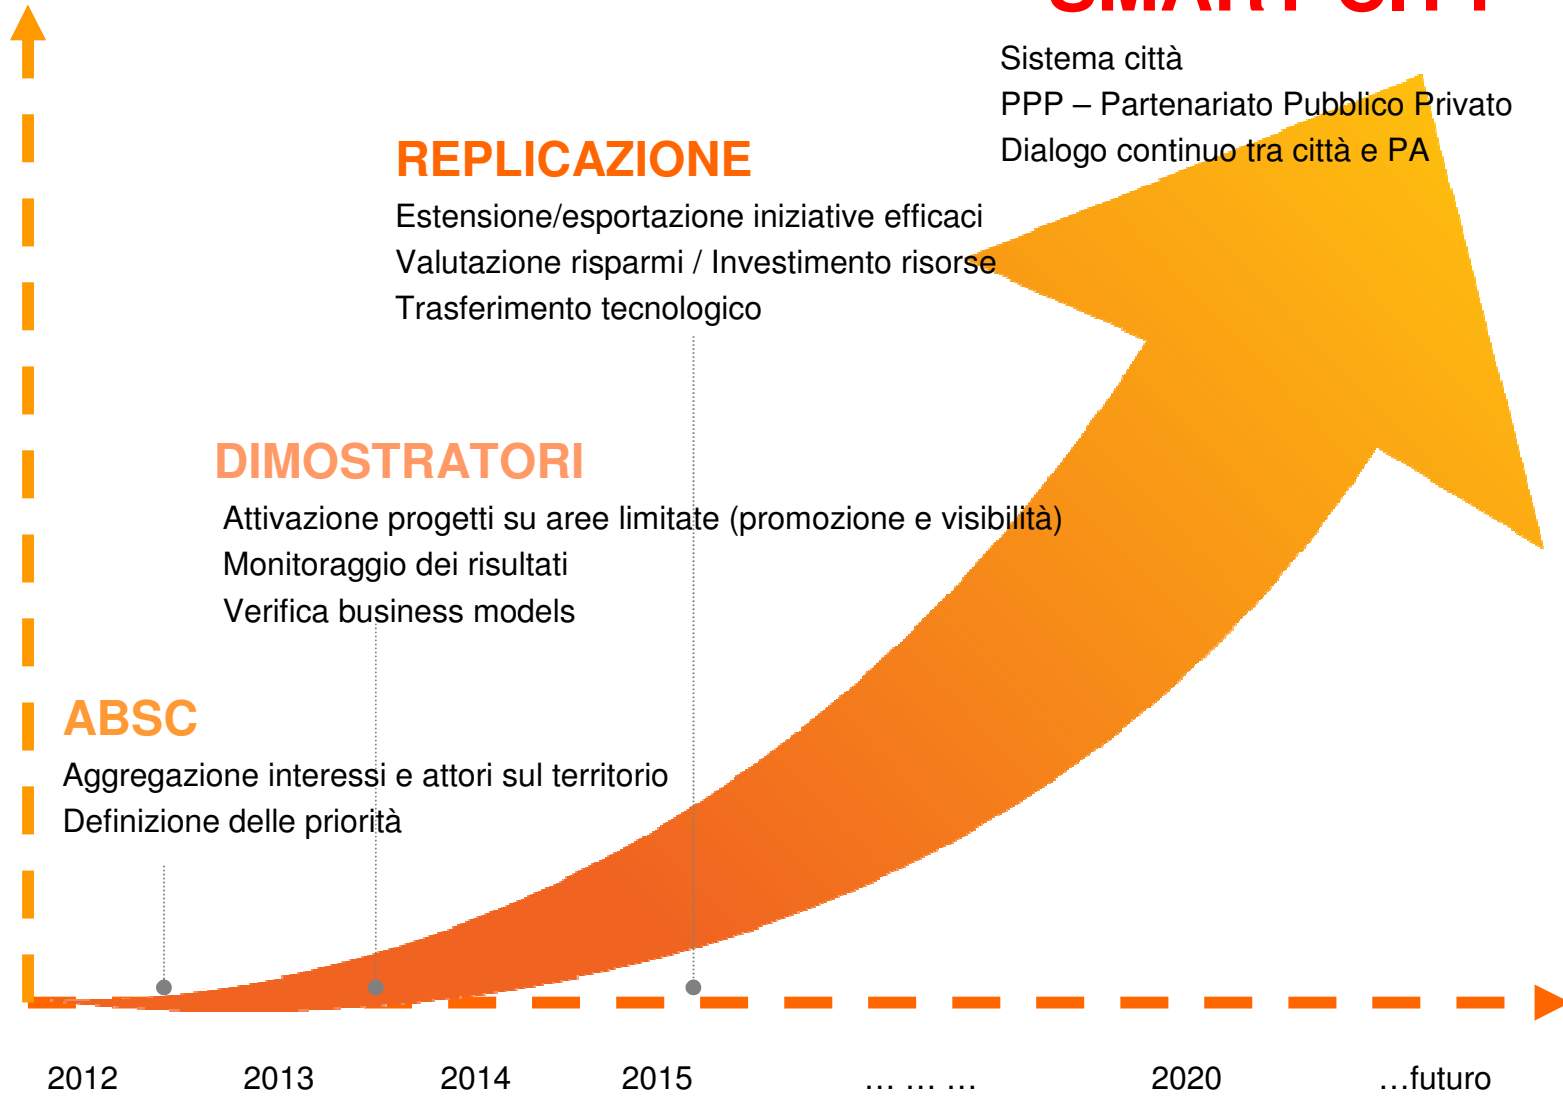 SMART CITY
Sistema città
PPP – Partenariato Pubblico Privato
Dialogo continuo tra città e PA
REPLICAZIONE
Estensione/esportazione iniziative efficaci
Valutazione risparmi / Investimento risorse
Trasferimento tecnologico
DIMOSTRATORI
Attivazione progetti su aree limitate (promozione e visibilità)
Monitoraggio dei risultati
Verifica business models
ABSC
Aggregazione interessi e attori sul territorio
Definizione delle priorità
2012 2013 2014 2015 … … … 2020 …futuro